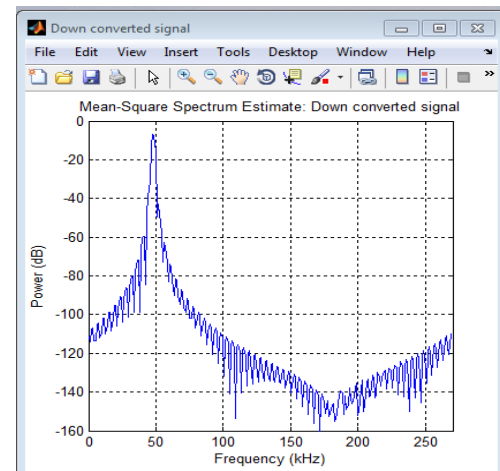 Down converted signal
File Edit View Insert Tools Desktop Window Help
Mean-Square Spectrum Estimate: Down converted signal
Power (dB)
0
-20
-40
-60
-80
-100
-120
-140
-160
0 50 100 150 200 250
Frequency (kHz)